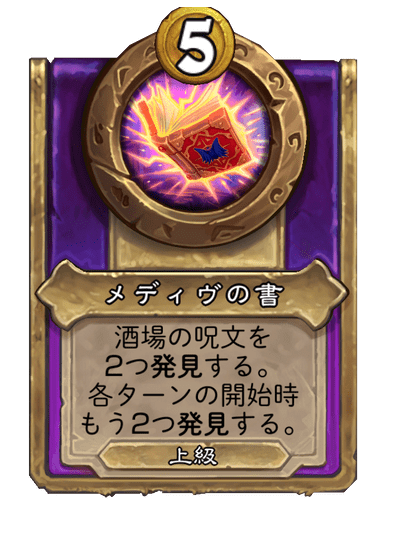 5
メディヴの書
酒場の呪文を
2つ発見する。
各ターンの開始時
もう2つ発見する。
上級